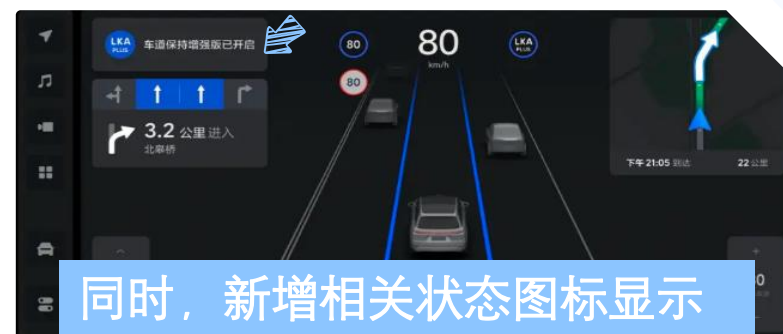 LKA PLUS 车道保持增强版已开启
80
80
km/h
LKA PLUS
80
3.2 公里 进入
北皋桥
下午 21:05 到达 22 公里
同时，新增相关状态图标显示